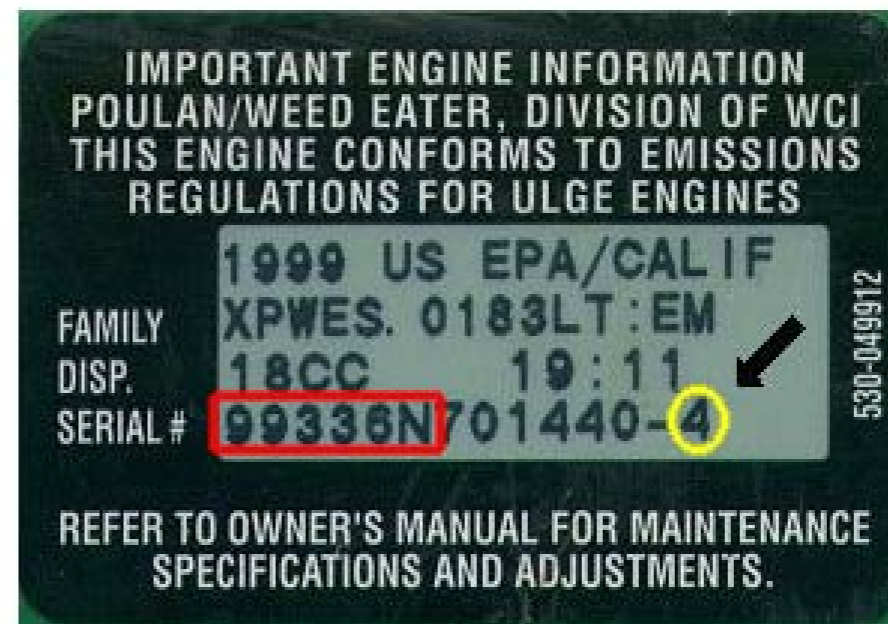 IMPORTANT ENGINE INFORMATION
POULAN/WEED EATER, DIVISION OF WCI
THIS ENGINE CONFORMS TO EMISSIONS
REGULATIONS FOR ULGE ENGINES
1999 US EPA/CALIF
FAMILY XPWES. 0183LT:EM
DISP. 18CC 19:11
SERIAL # 99336N701440-4
530-049912
REFER TO OWNER'S MANUAL FOR MAINTENANCE
SPECIFICATIONS AND ADJUSTMENTS.